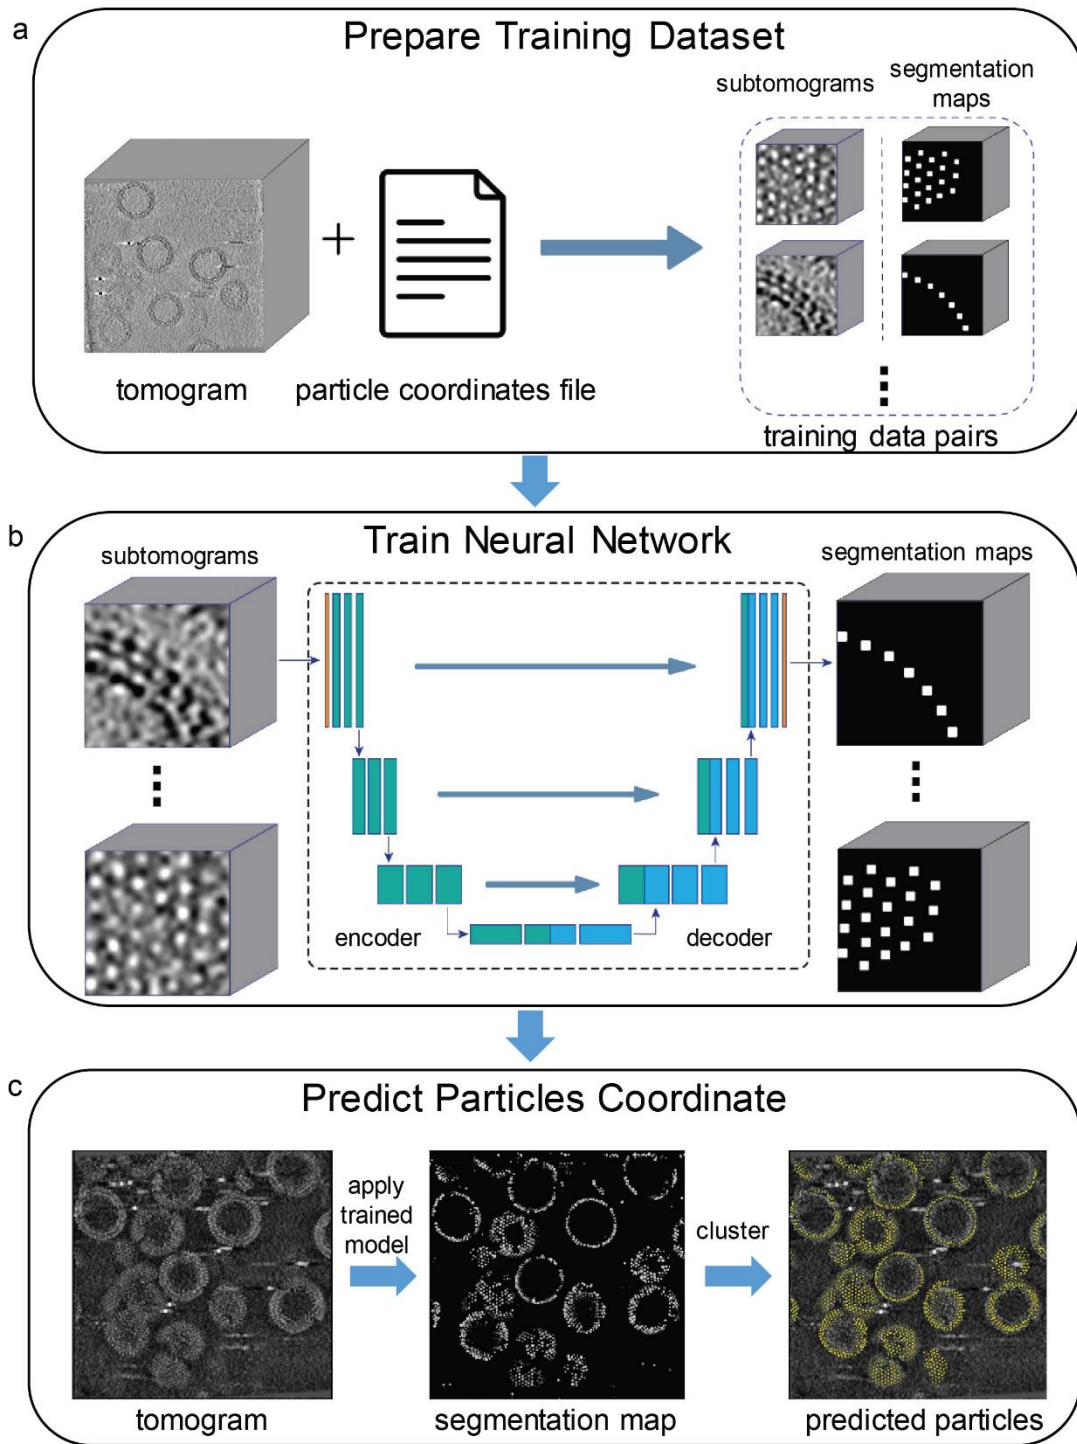 a
Prepare Training Dataset
subtomograms
segmentation
maps
+
tomogram
particle coordinates file
training data pairs
b
Train Neural Network
subtomograms
segmentation maps
encoder
decoder
c
Predict Particles Coordinate
apply
trained
model
cluster
tomogram
segmentation map
predicted particles